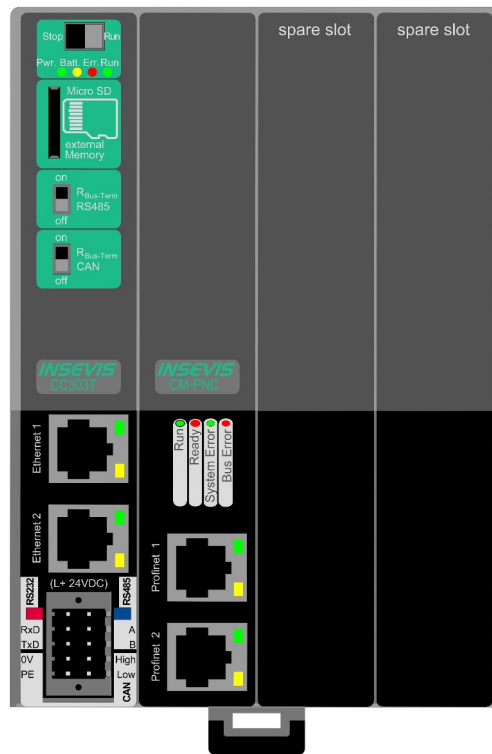 spare slot spare slot
Stop Run
Pwr. Batt. Err. Run
Micro SD
external
Memory
on
RBus-Term
RS485
off
on
RBus-Term
CAN
off
INSEVIS
CC303T
INSEVIS
CM-PNC
Ethernet 1
Ethernet 2
Run
Ready
System Error
Bus Error
Profinet 1
Profinet 2
RS232
(L+ 24VDC)
RS485
RxD A
TxD B
0V High
PE Low
CAN